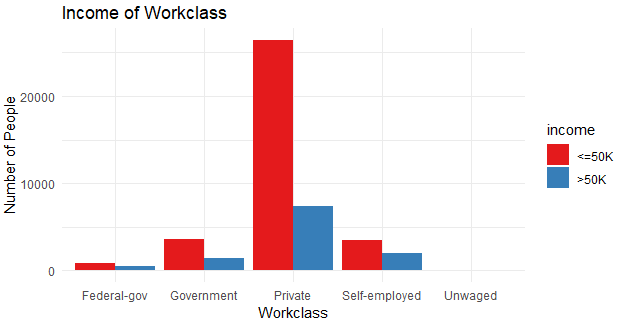 Income of Workclass
Number of People
20000
10000
0
Federal-gov
Government
Private
Self-employed
Unwaged
Workclass
income
<=50K
>50K